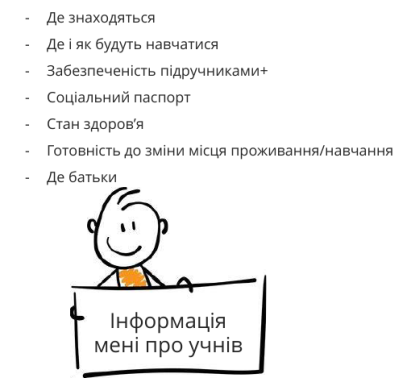 - Де знаходяться
- Де і як будуть навчатися
- Забезпеченість підручниками+
- Соціальний паспорт
- Стан здоров’я
- Готовність до зміни місця проживання/навчання
- Де батьки
Інформація
мені про учнів